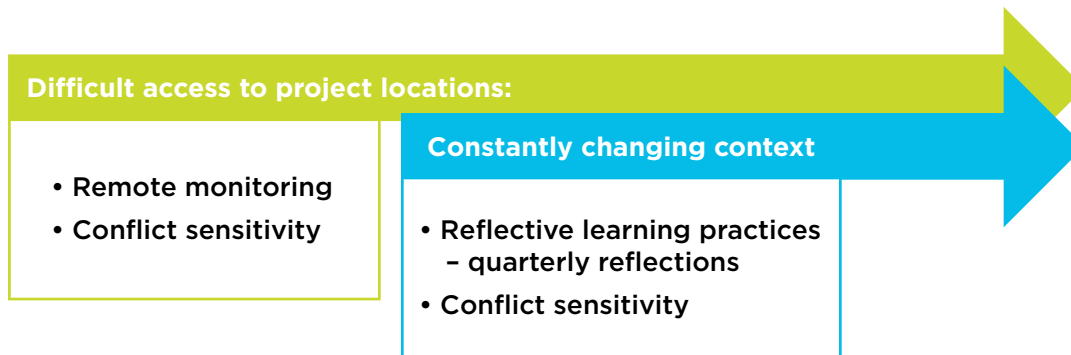 Difficult access to project locations:
• Remote monitoring
• Conflict sensitivity
Constantly changing context
• Reflective learning practices
– quarterly reflections
• Conflict sensitivity